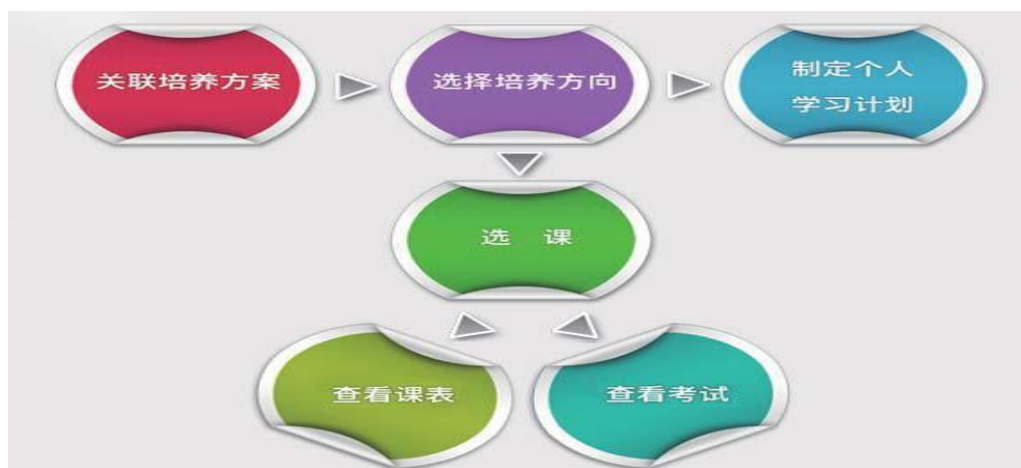 关联培养方案
选择培养方向
制定个人
学习计划
选 课
查看课表
查看考试